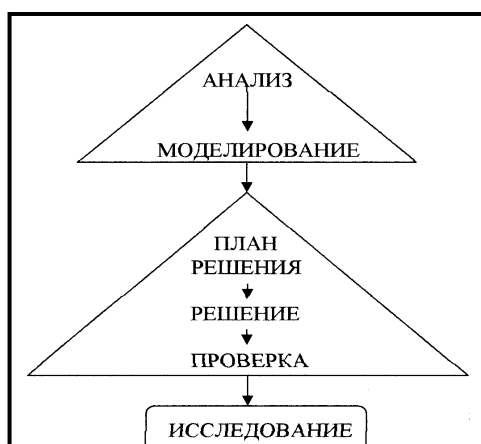 АНАЛИЗ
МОДЕЛИРОВАНИЕ
ПЛАН
РЕШЕНИЯ
РЕШЕНИЕ
ПРОВЕРКА
ИССЛЕДОВАНИЕ